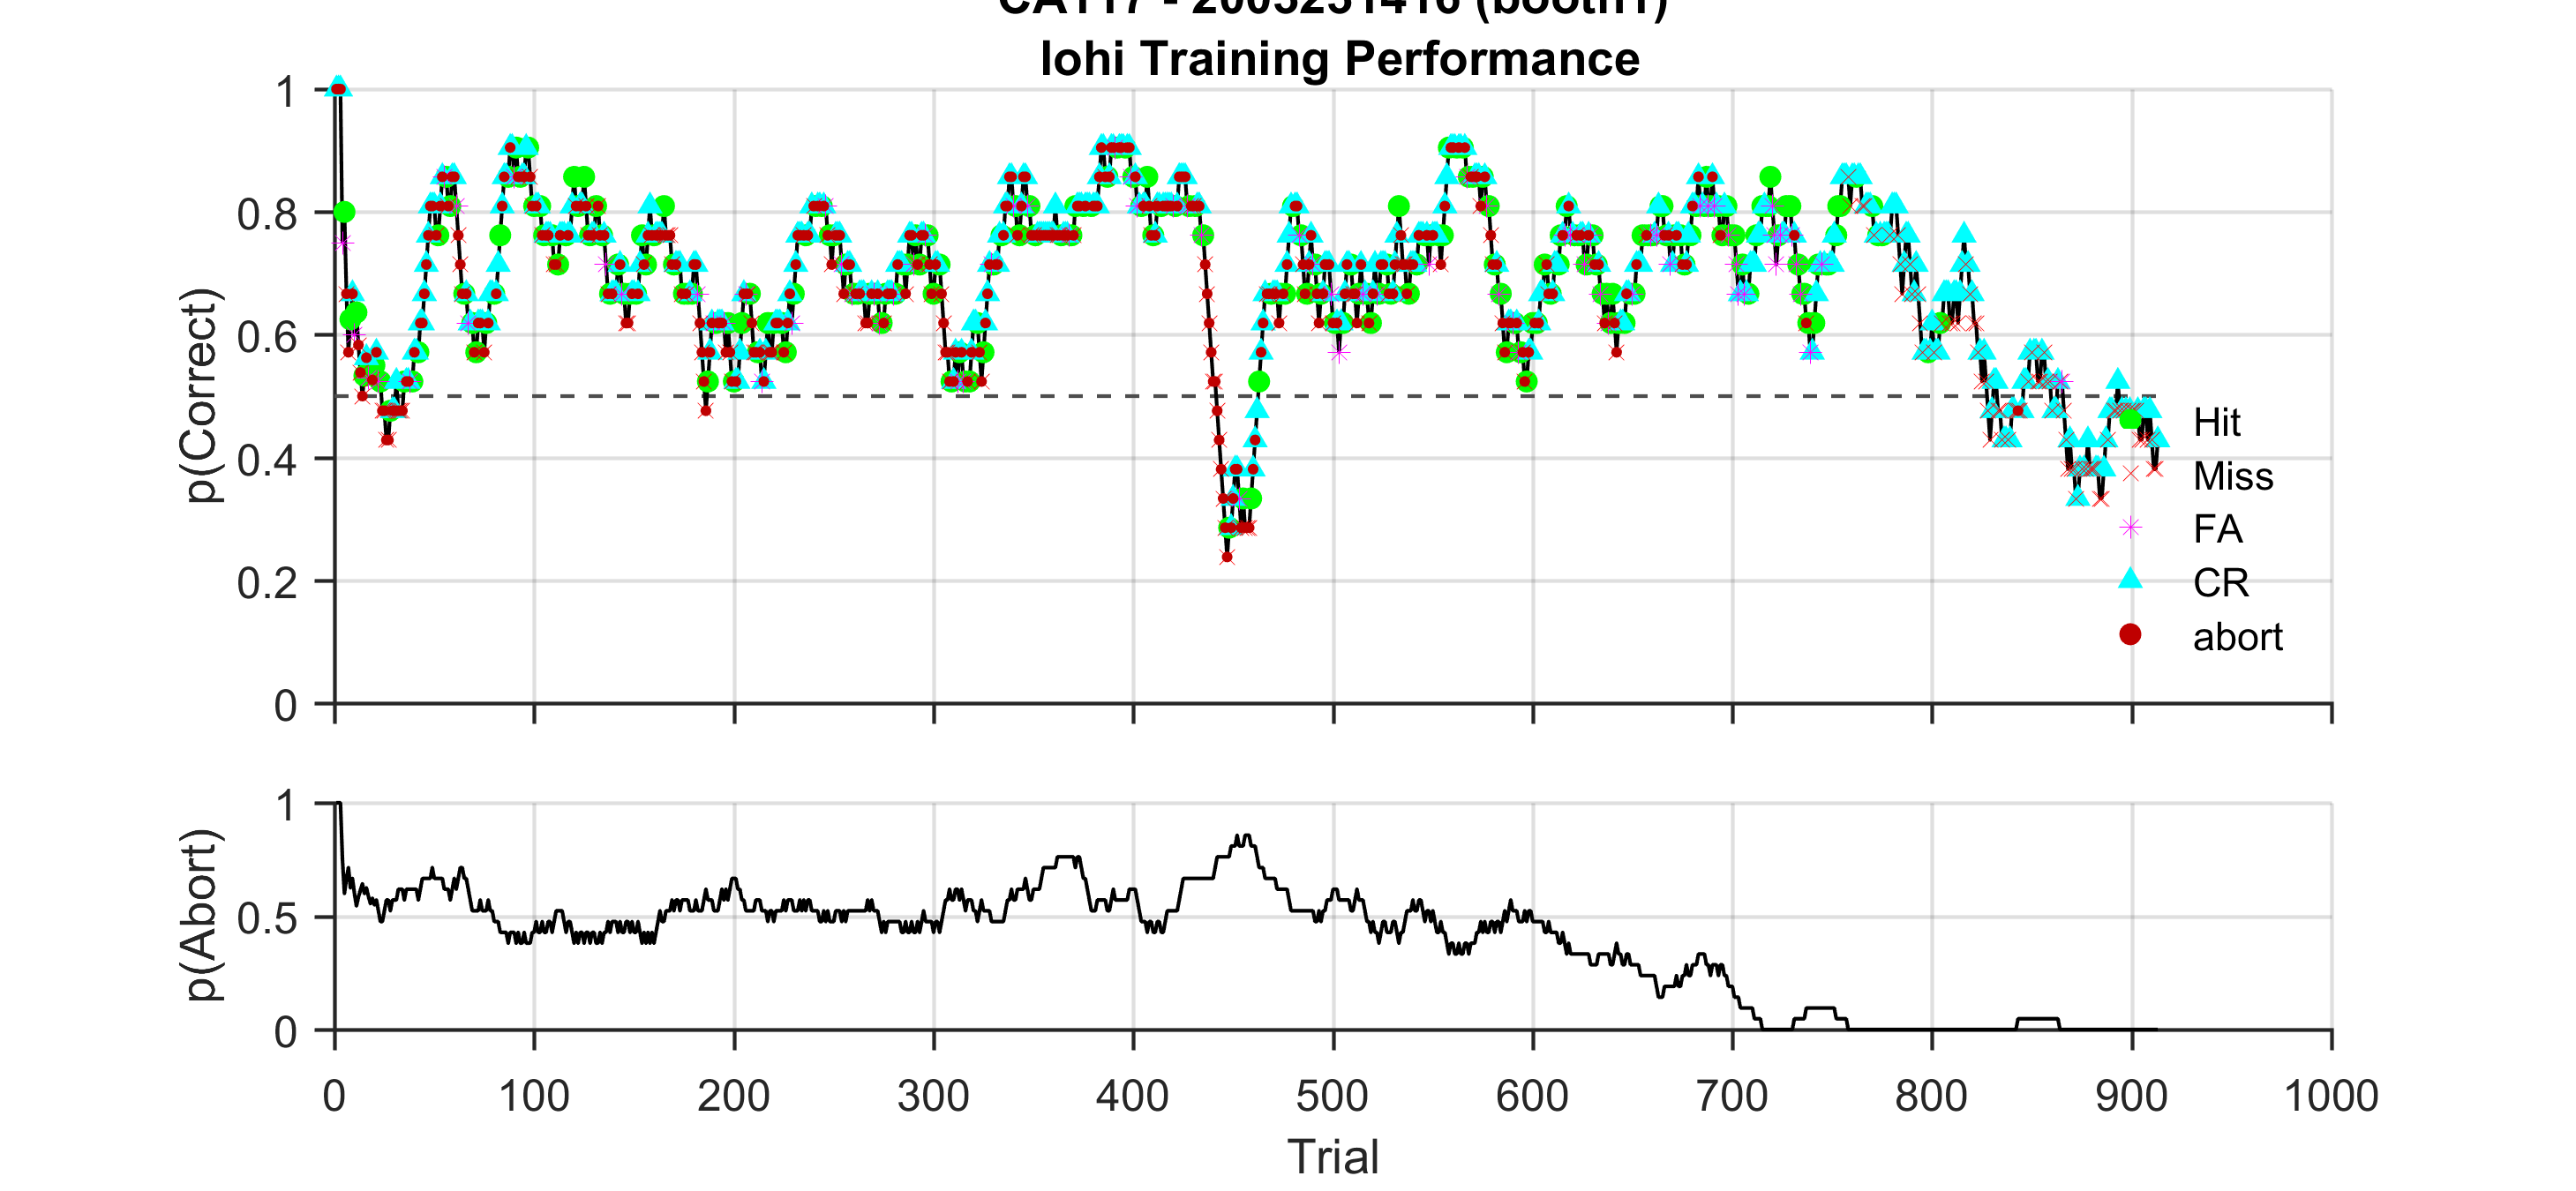 lohi Training Performance
1
0.8
0.6
0.4
0.2
0
p(Correct)
Hit
Miss
FA
CR
abort
1
0.5
0
p(Abort)
0 100 200 300 400 500 600 700 800 900 1000
Trial